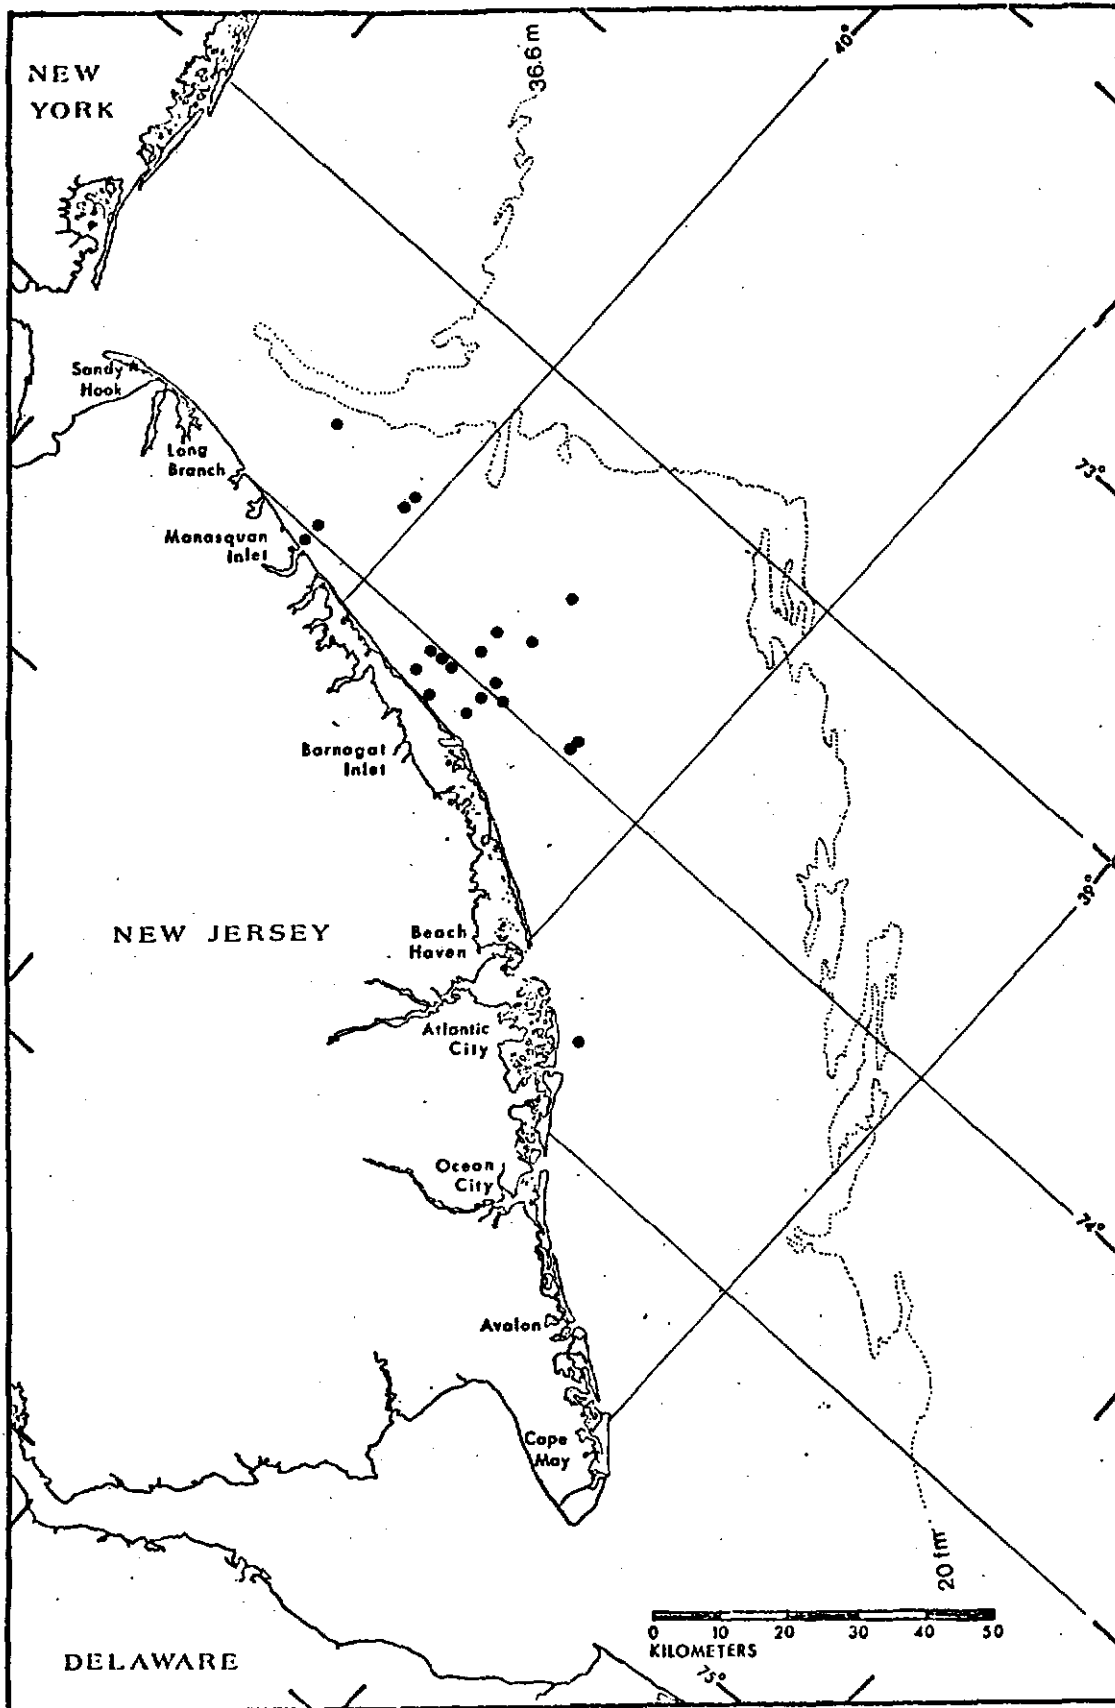 NEW
YORK
36.6 m
40°
Sandy
Hook
Long
Branch
73°
Manasquan
Inlet
Barnagat
Inlet
39°
NEW JERSEY
Beach
Haven
Atlantic
City
Ocean
City
74°
Avalon
Cape
May
20 fm
0 10 20 30 40 50
KILOMETERS
DELAWARE
75°